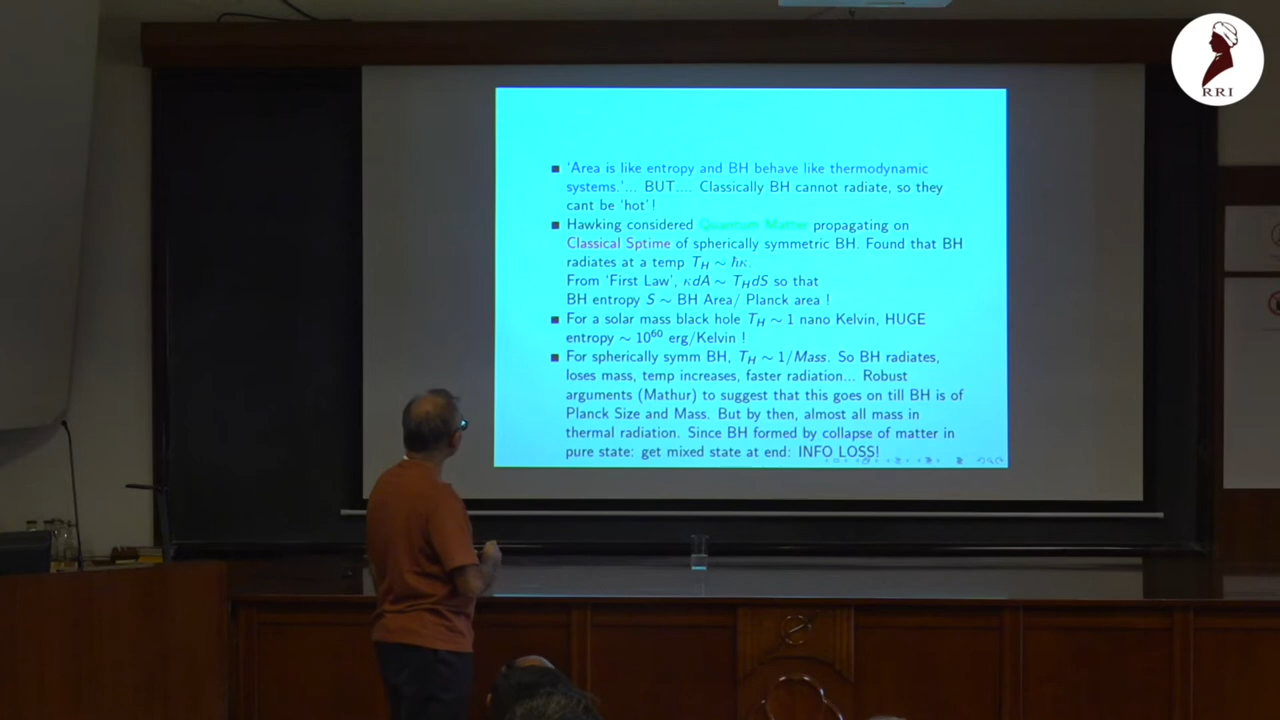 RRI
■ ‘Area is like entropy and BH behave like thermodynamic
systems.’... BUT.... Classically BH cannot radiate, so they
cant be ‘hot’!
■ Hawking considered Quantum Matter propagating on
Classical Sptime of spherically symmetric BH. Found that BH
radiates at a temp T_H ∼ ħκ.
From ‘First Law’, κdA ∼ T_HdS so that
BH entropy S ∼ BH Area/ Planck area !
■ For a solar mass black hole T_H ∼ 1 nano Kelvin, HUGE
entropy ∼ 10⁶⁰ erg/Kelvin !
■ For spherically symm BH, T_H ∼ 1/Mass. So BH radiates,
loses mass, temp increases, faster radiation... Robust
arguments (Mathur) to suggest that this goes on till BH is of
Planck Size and Mass. But by then, almost all mass in
thermal radiation. Since BH formed by collapse of matter in
pure state: get mixed state at end: INFO LOSS!